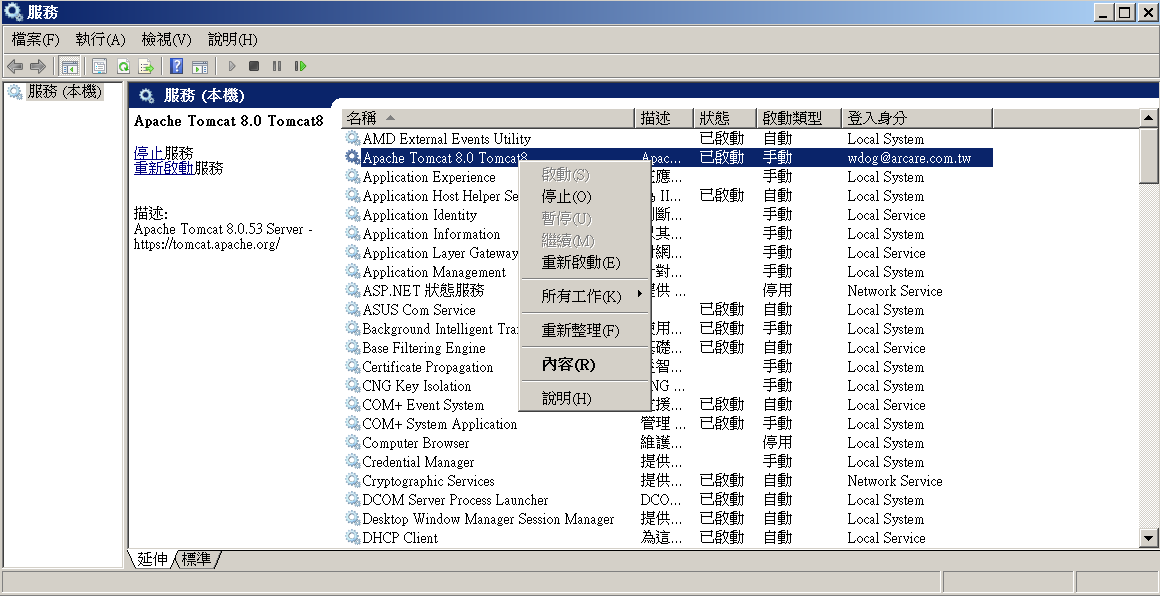 服務
檔案(F) 執行(A) 檢視(V) 說明(H)
服務 (本機)
服務 (本機)
Apache Tomcat 8.0 Tomcat8
停止服務
重新啟動服務
描述:
Apache Tomcat 8.0.53 Server -
https://tomcat.apache.org/
名稱 描述 狀態 啟動類型 登入身分
AMD External Events Utility 已啟動 自動 Local System
Apache Tomcat 8.0 Tomcat8 Apac... 已啟動 手動 wdog@arcare.com.tw
Application Experience 應... 手動 Local System
Application Host Helper Se II... 已啟動 自動 Local System
Application Identity 斷... 手動 Local Service
Application Information 其... 手動 Local System
Application Layer Gateway 網... 手動 Local Service
Application Management 對... 手動 Local System
ASP.NET 狀態服務 提供 ... 停用 Network Service
ASUS Com Service 已啟動 自動 Local System
Background Intelligent Tra 使用... 已啟動 手動 Local System
Base Filtering Engine 基礎... 已啟動 自動 Local Service
Certificate Propagation 智... 手動 Local System
CNG Key Isolation CNG ... 手動 Local System
COM+ Event System 支援... 已啟動 自動 Local Service
COM+ System Application 管理 ... 已啟動 手動 Local System
Computer Browser 維護... 停用 Local System
Credential Manager 提供... 手動 Local System
Cryptographic Services 提供... 已啟動 自動 Network Service
DCOM Server Process Launcher DCO... 已啟動 自動 Local System
Desktop Window Manager Session Manager 提供... 已啟動 自動 Local System
DHCP Client 為這... 已啟動 自動 Local Service
啟動(S)
停止(O)
暫停(U)
繼續(M)
重新啟動(E)
所有工作(K)
重新整理(F)
內容(R)
說明(H)
延伸 標準